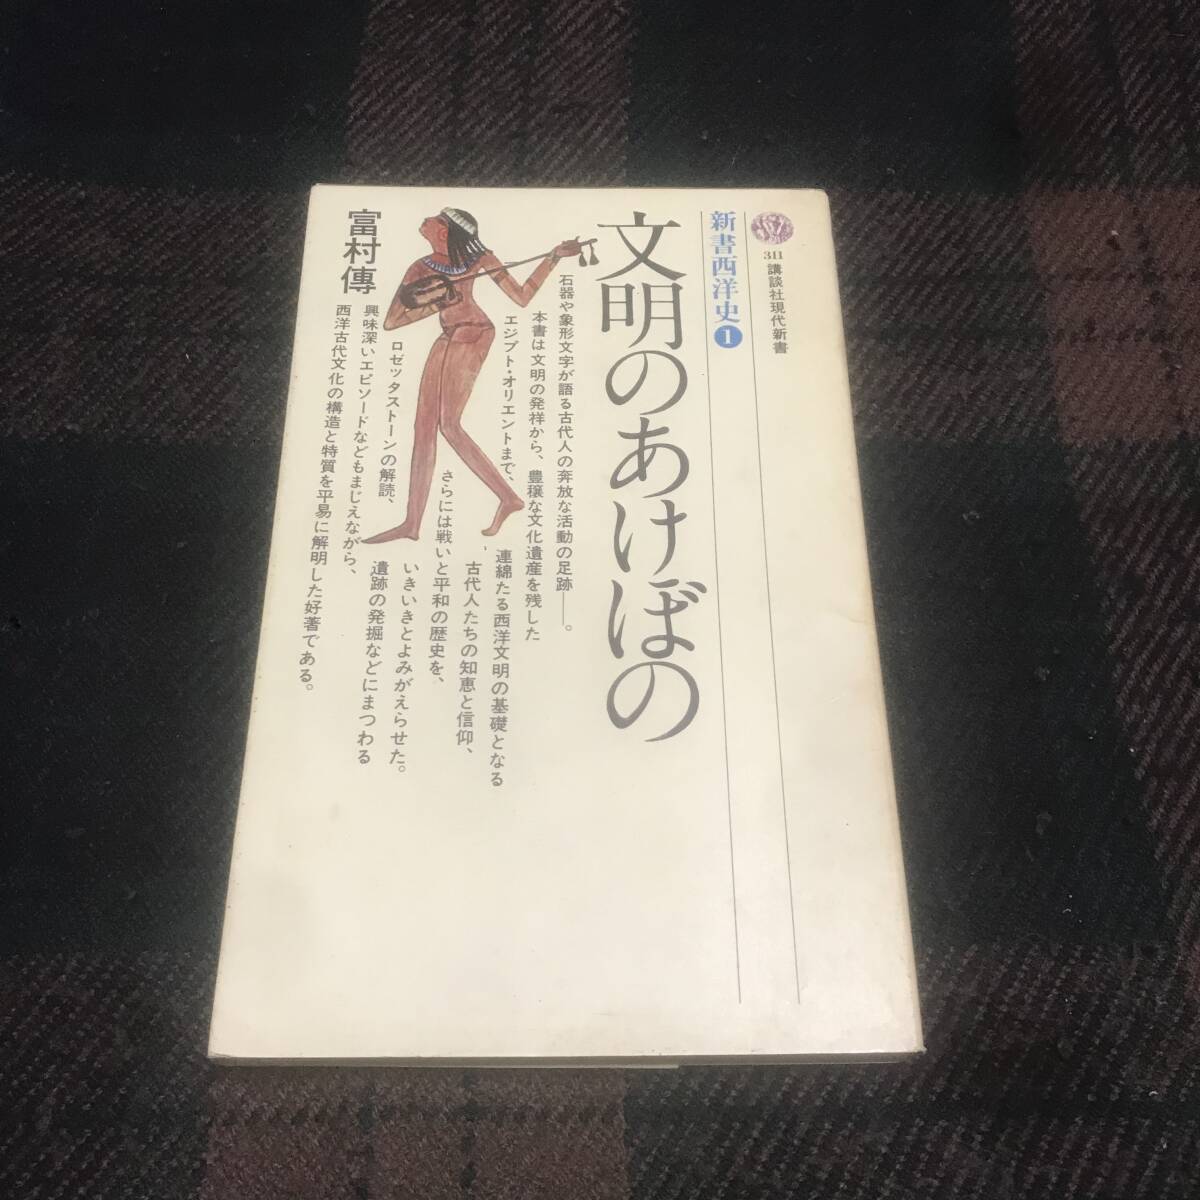 311 講談社現代新書
新書西洋史1
文明のあけぼの
石器や象形文字が語る古代人の奔放な活動の足跡——。
本書は文明の発祥から、豊穣な文化遺産を残した
エジプト・オリエントまで、
連綿たる西洋文明の基礎となる
古代人たちの知恵と信仰、
さらには戦いと平和の歴史を、
いきいきとよみがえらせた。
ロゼッタストーンの解読、
遺跡の発掘などにまつわる
興味深いエピソードなどもまじえながら、
西洋古代文化の構造と特質を平易に解明した好著である。
富村傳